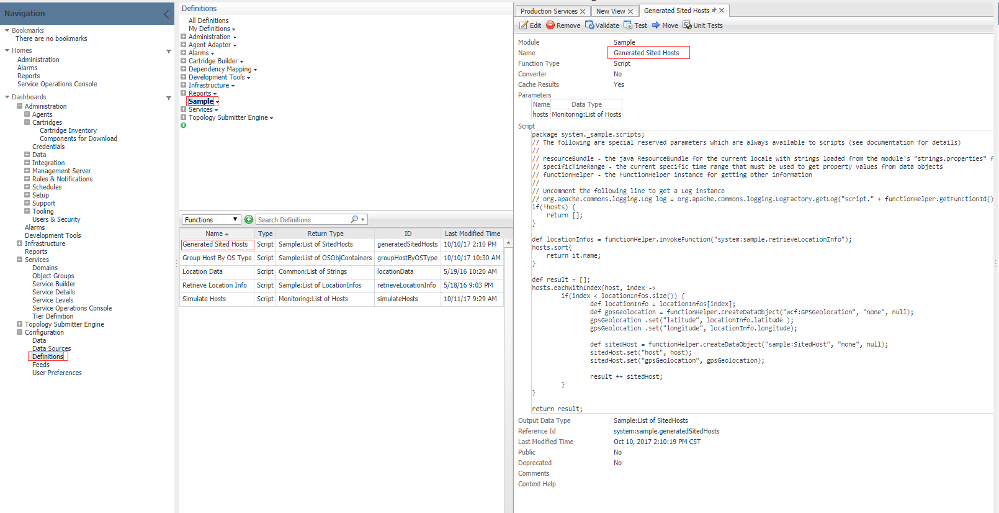 Navigation
Bookmarks
There are no bookmarks
Homes
Administration
Alarms
Reports
Service Operations Console
Dashboards
Administration
Agents
Cartridges
Cartridge Inventory
Components for Download
Credentials
Data
Integration
Management Server
Rules & Notifications
Schedules
Setup
Support
Tooling
Users & Security
Alarms
Development Tools
Infrastructure
Reports
Services
Domains
Object Groups
Service Builder
Service Details
Service Levels
Service Operations Console
Tier Definition
Topology Submitter Engine
Configuration
Data
Data Sources
Definitions
Feeds
User Preferences
Definitions
All Definitions
My Definitions
Administration
Agent Adapter
Alarms
Cartridge Builder
Dependency Mapping
Development Tools
Infrastructure
Reports
Sample
Services
Topology Submitter Engine
Functions Search Definitions
Name Type Return Type ID Last Modified Time
Generated Sited Hosts Script Sample:List of SitedHosts generatedSitedHosts 10/10/17 2:10 PM
Group Host By OS Type Script Sample:List of OSObjContainers groupHostByOSType 10/10/17 10:30 AM
Location Data Script Common:List of Strings locationData 5/19/16 10:20 AM
Retrieve Location Info Script Sample:List of LocationInfos retrieveLocationInfo 5/18/16 9:03 PM
Simulate Hosts Script Monitoring:List of Hosts simulateHosts 10/11/17 9:29 AM
Production Services New View Generated Sited Hosts
Edit Remove Validate Test Move Unit Tests
Module Sample
Name Generated Sited Hosts
Function Type Script
Converter No
Cache Results Yes
Parameters
Name Data Type
hosts Monitoring:List of Hosts
Script
package system._sample.scripts;
// The following are special reserved parameters which are always available to scripts (see documentation for details)
//
// resourceBundle - the java ResourceBundle for the current locale with strings loaded from the module's "strings.properties" f
// specificTimeRange - the current specific time range that must be used to get property values from data objects
// functionHelper - the FunctionHelper instance for getting other information
//
// Uncomment the following line to get a Log instance
// org.apache.commons.logging.Log log = org.apache.commons.logging.LogFactory.getLog("script." + functionHelper.getFunctionId()
if(!hosts) {
return [];
}
def locationInfos = functionHelper.invokeFunction("system:sample.retrieveLocationInfo");
hosts.sort{
return it.name;
}
def result = [];
hosts.eachWithIndex{host, index ->
if(index < locationInfos.size()) {
def locationInfo = locationInfos[index];
def gpsGeolocation = functionHelper.createDataObject("wcf:GPSGeolocation", "none", null);
gpsGeolocation .set("latitude", locationInfo.latitude );
gpsGeolocation .set("longitude", locationInfo.longitude);
def sitedHost = functionHelper.createDataObject("sample:SitedHost", "none", null);
sitedHost.set("host", host);
sitedHost.set("gpsGeolocation", gpsGeolocation);
result += sitedHost;
}
}
return result;
Output Data Type Sample:List of SitedHosts
Reference Id system:sample.generatedSitedHosts
Last Modified Time Oct 10, 2017 2:10:19 PM CST
Public No
Deprecated No
Comments
Context Help